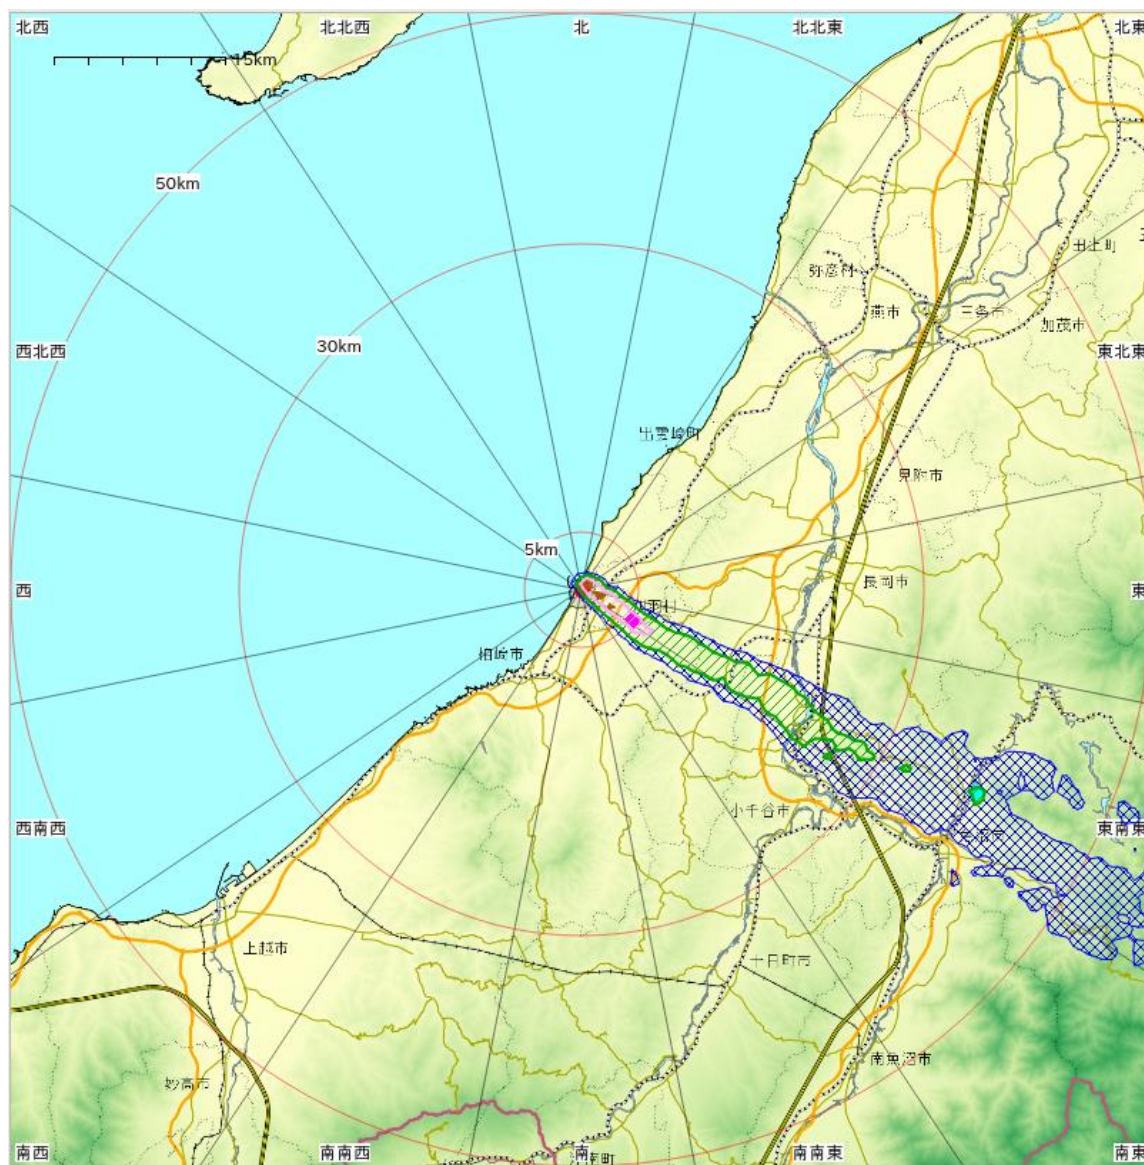 北西
北北西
北
北北東
北東
15km
50km
田上町
弥彦村
燕市
三条市
加茂市
西北西
30km
東北東
出雲崎町
見附市
5km
長岡市
西
東
柏崎市
小千谷市
西南西
東南東
上越市
十日町市
南魚沼市
妙高市
南西
南南西
南
南南東
南東